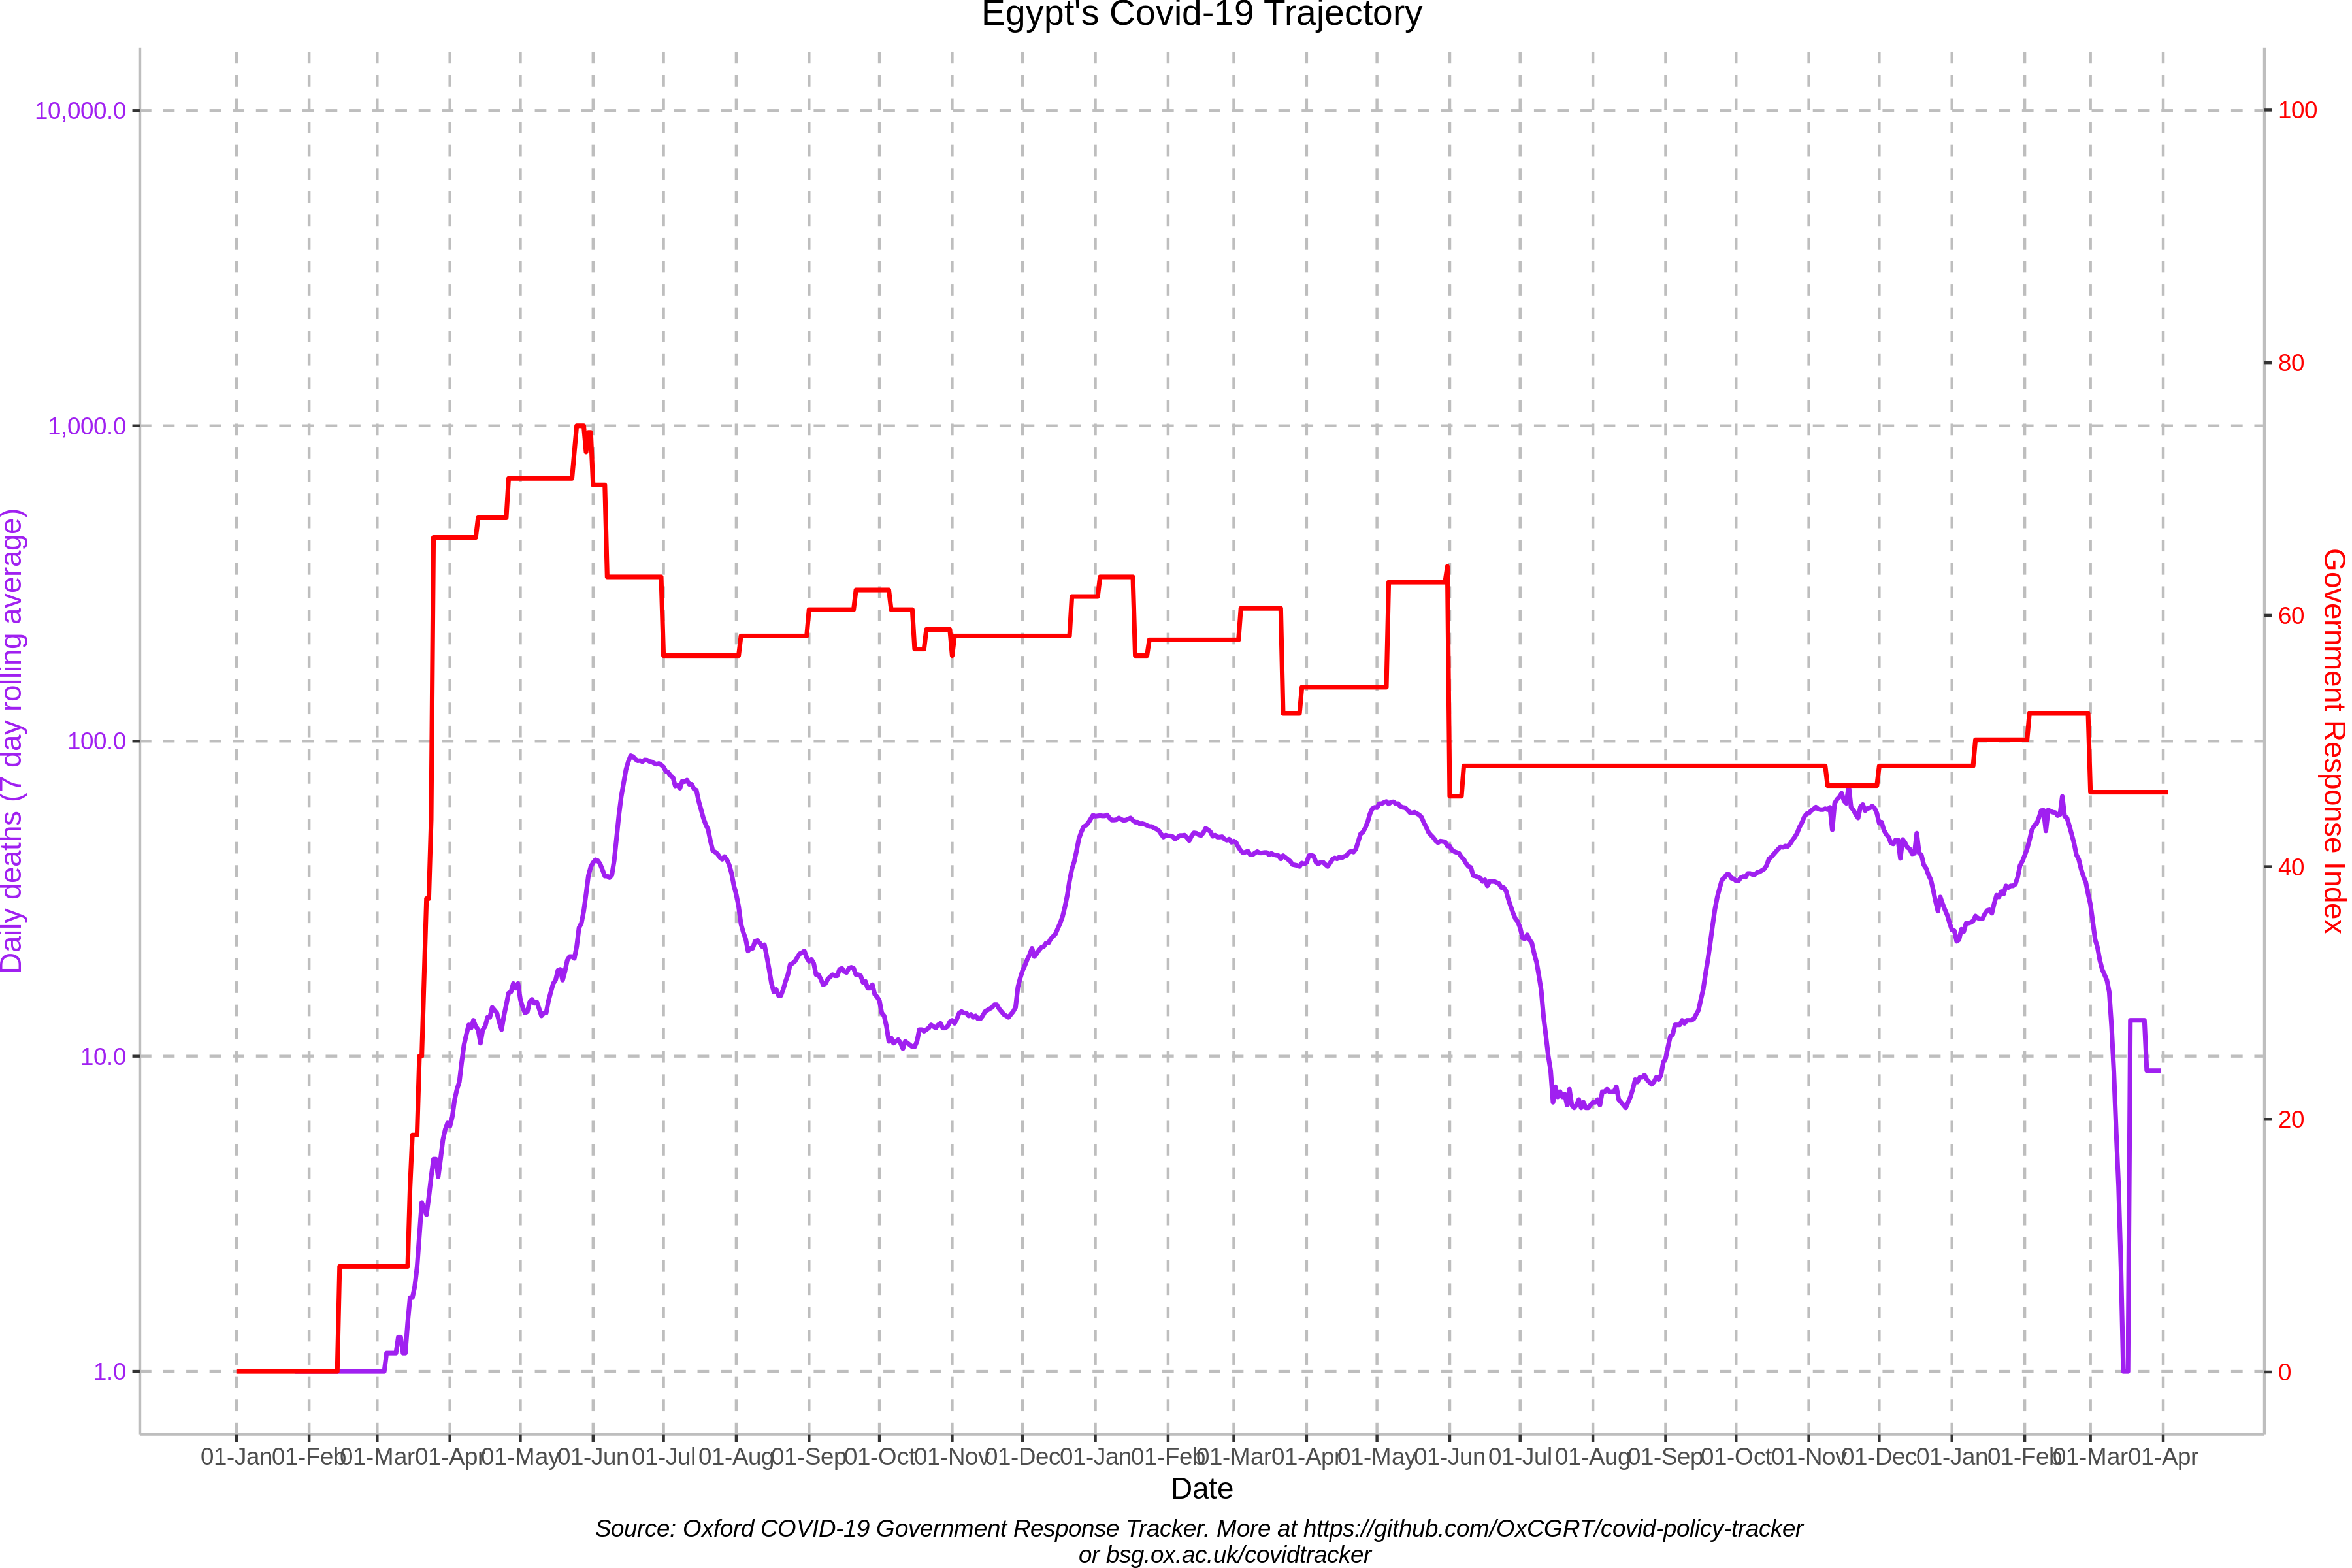 Egypt's Covid-19 Trajectory
10,000.0
1,000.0
100.0
10.0
1.0
Daily deaths (7 day rolling average)
100
80
60
40
20
0
Government Response Index
01-Jan 01-Feb 01-Mar 01-Apr 01-May 01-Jun 01-Jul 01-Aug 01-Sep 01-Oct 01-Nov 01-Dec 01-Jan 01-Feb 01-Mar 01-Apr 01-May 01-Jun 01-Jul 01-Aug 01-Sep 01-Oct 01-Nov 01-Dec 01-Jan 01-Feb 01-Mar 01-Apr
Date
Source: Oxford COVID-19 Government Response Tracker. More at https://github.com/OxCGRT/covid-policy-tracker
or bsg.ox.ac.uk/covidtracker